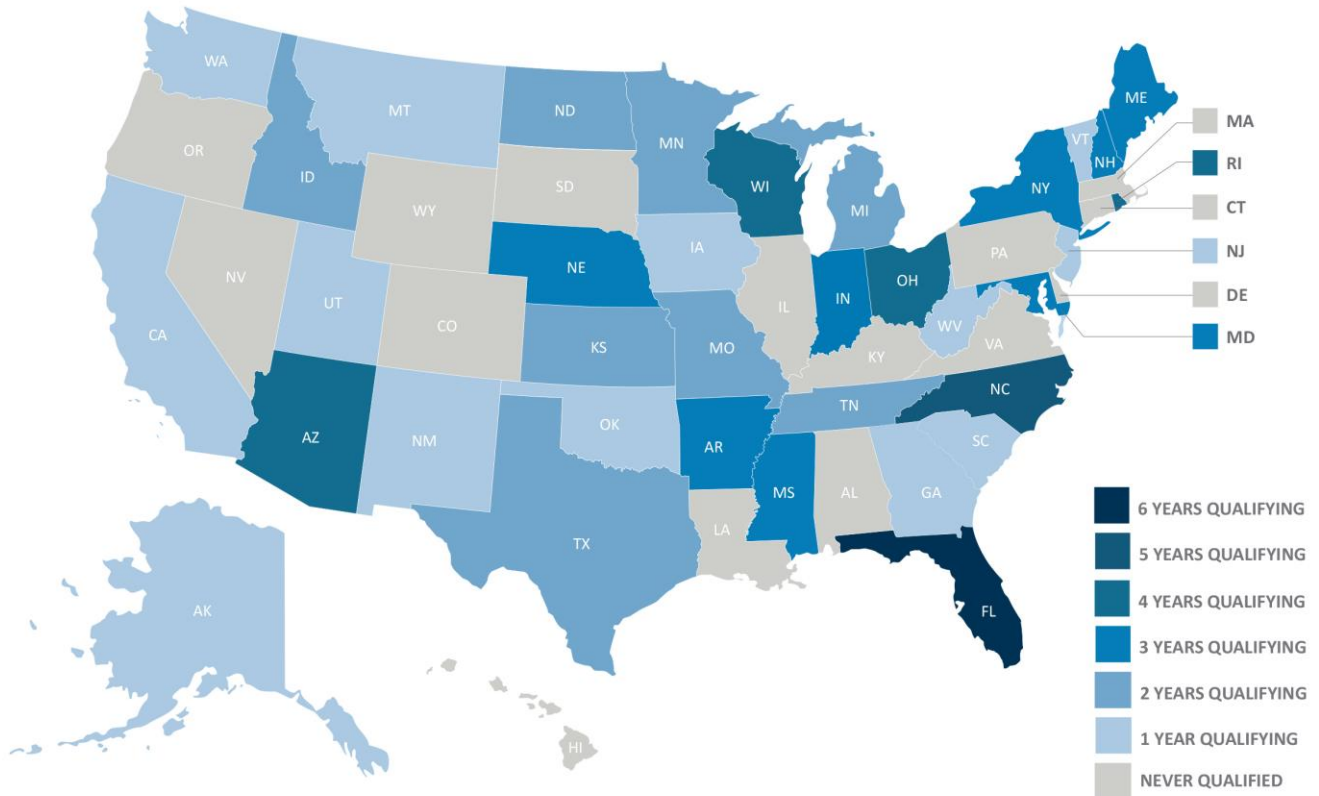 WA
MT
ND
MN
ME
VT
NH
MA
OR
ID
SD
WI
NY
RI
WY
MI
CT
IA
NE
PA
NJ
NV
UT
CO
IL
IN
OH
DE
CA
KS
MO
WV
VA
MD
KY
NC
TN
AZ
NM
OK
AR
SC
MS
AL
GA
LA
TX
FL
AK
HI
6 YEARS QUALIFYING
5 YEARS QUALIFYING
4 YEARS QUALIFYING
3 YEARS QUALIFYING
2 YEARS QUALIFYING
1 YEAR QUALIFYING
NEVER QUALIFIED